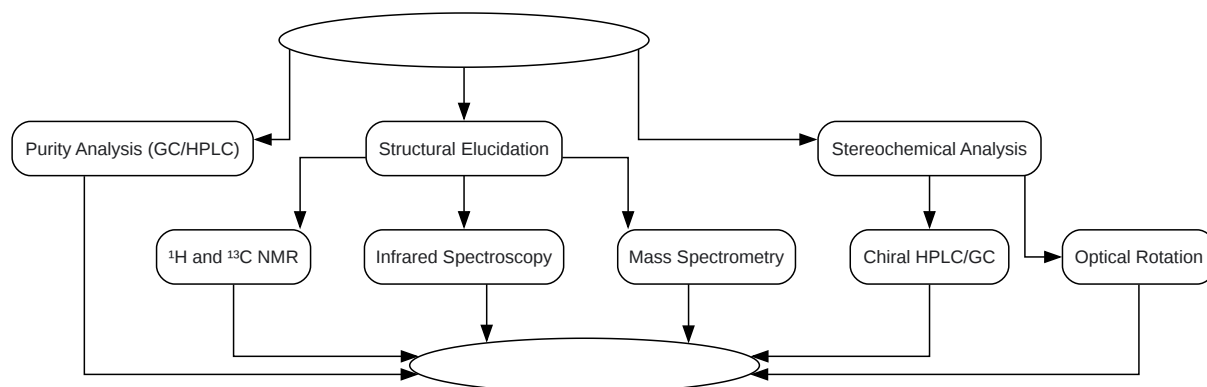 Purity Analysis (GC/HPLC)
Structural Elucidation
Stereochemical Analysis
¹H and ¹³C NMR
Infrared Spectroscopy
Mass Spectrometry
Chiral HPLC/GC
Optical Rotation